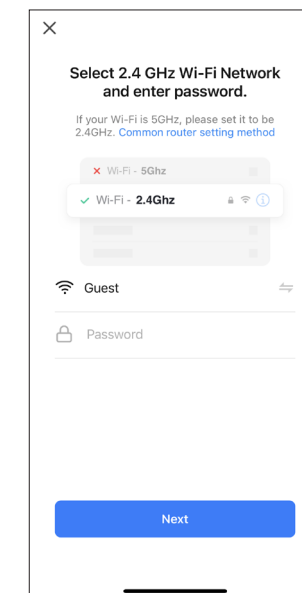 Select 2.4 GHz Wi-Fi Network
and enter password.
If your Wi-Fi is 5GHz, please set it to be
2.4GHz. Common router setting method
Wi-Fi - 5Ghz
Wi-Fi - 2.4Ghz
Guest
Password
Next